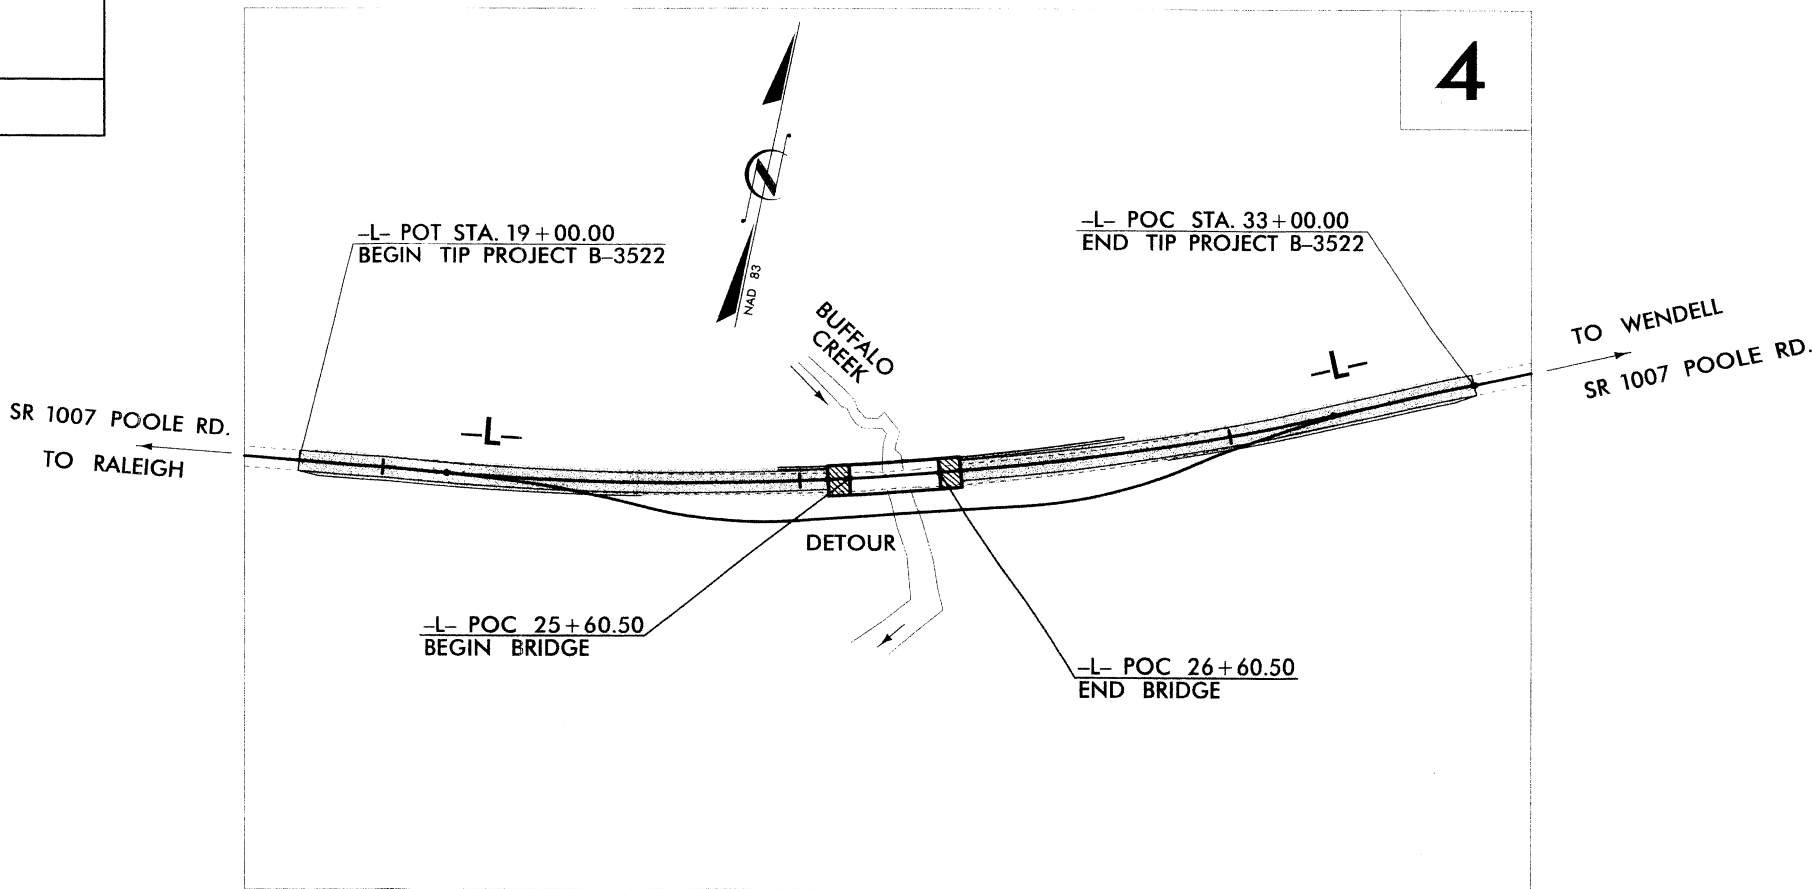 4
N
NAD 83
-L- POT STA. 19+00.00
BEGIN TIP PROJECT B-3522
-L- POC STA. 33+00.00
END TIP PROJECT B-3522
BUFFALO
CREEK
TO WENDELL
SR 1007 POOLE RD.
-L-
SR 1007 POOLE RD.
TO RALEIGH
-L-
DETOUR
-L- POC 25+60.50
BEGIN BRIDGE
-L- POC 26+60.50
END BRIDGE